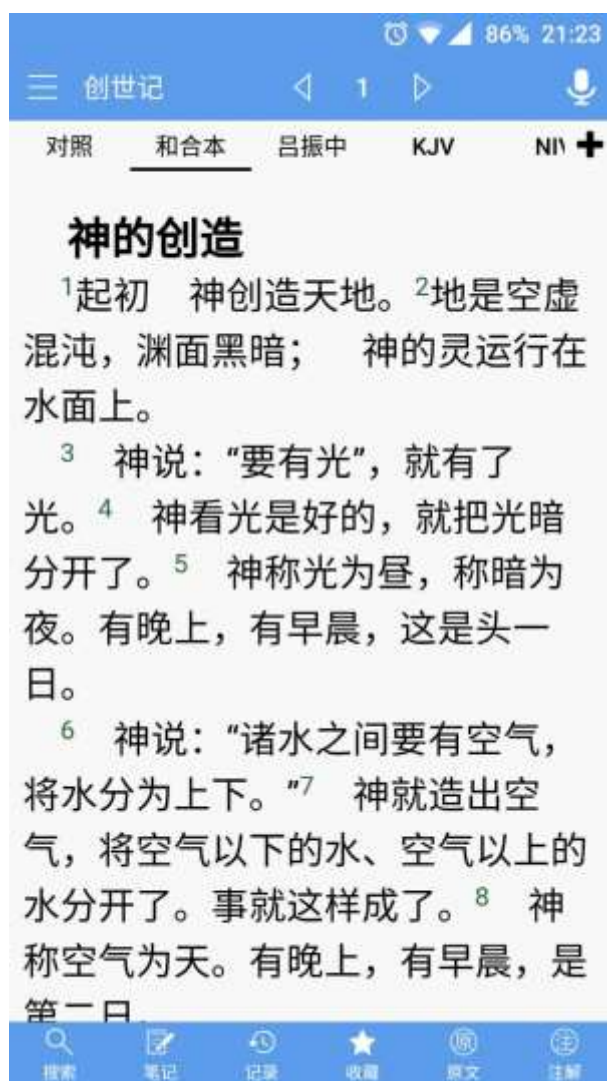 86% 21:23
创世记 1
对照 和合本 吕振中 KJV NIV
神的创造
1起初　神创造天地。2地是空虚
混沌，渊面黑暗；　神的灵运行在
水面上。
3　神说：“要有光”，就有了
光。4　神看光是好的，就把光暗
分开了。5　神称光为昼，称暗为
夜。有晚上，有早晨，这是头一
日。
6　神说：“诸水之间要有空气，
将水分为上下。”7　神就造出空
气，将空气以下的水、空气以上的
水分开了。事就这样成了。8　神
称空气为天。有晚上，有早晨，是
第二日。
搜索 笔记 记录 收藏 原文 注解